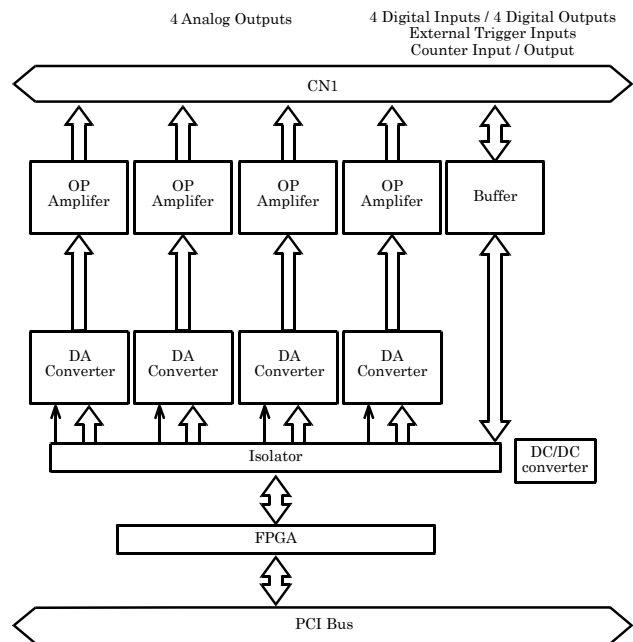 4 Analog Outputs
4 Digital Inputs / 4 Digital Outputs
External Trigger Inputs
Counter Input / Output
CN1
OP
Amplifer
OP
Amplifer
OP
Amplifer
OP
Amplifer
Buffer
DA
Converter
DA
Converter
DA
Converter
DA
Converter
Isolator
DC/DC
converter
FPGA
PCI Bus